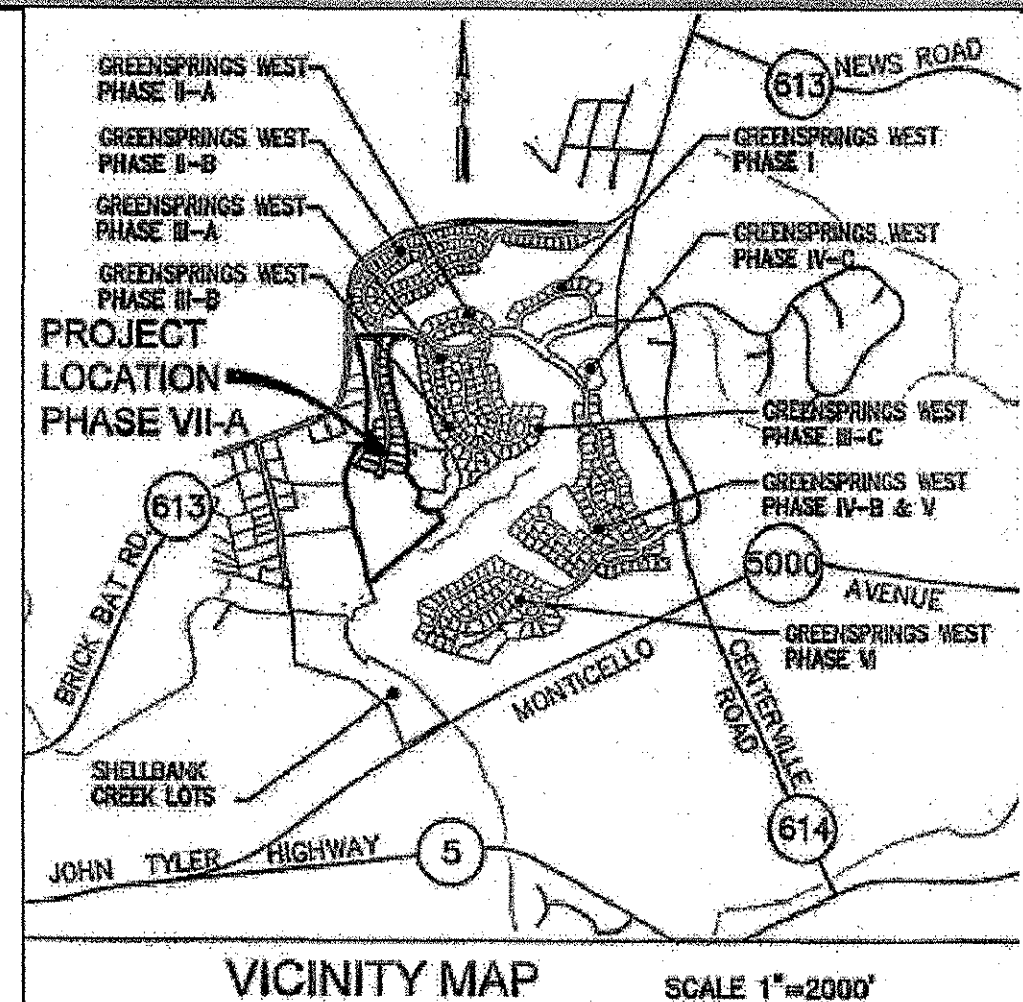 GREENSPRINGS WEST
PHASE II-A
GREENSPRINGS WEST
PHASE II-B
GREENSPRINGS WEST
PHASE III-A
GREENSPRINGS WEST
PHASE III-B
PROJECT
LOCATION
PHASE VII-A
N
613
NEWS ROAD
GREENSPRINGS WEST
PHASE I
GREENSPRINGS WEST
PHASE IV-C
GREENSPRINGS WEST
PHASE III-C
GREENSPRINGS WEST
PHASE IV-B & V
613
BRICK BAT RD.
5000
MONTICELLO
AVENUE
GREENSPRINGS WEST
PHASE VI
CENTERVILLE
ROAD
SHELLBANK
CREEK LOTS
614
JOHN TYLER HIGHWAY
5
VICINITY MAP
SCALE 1"=2000'